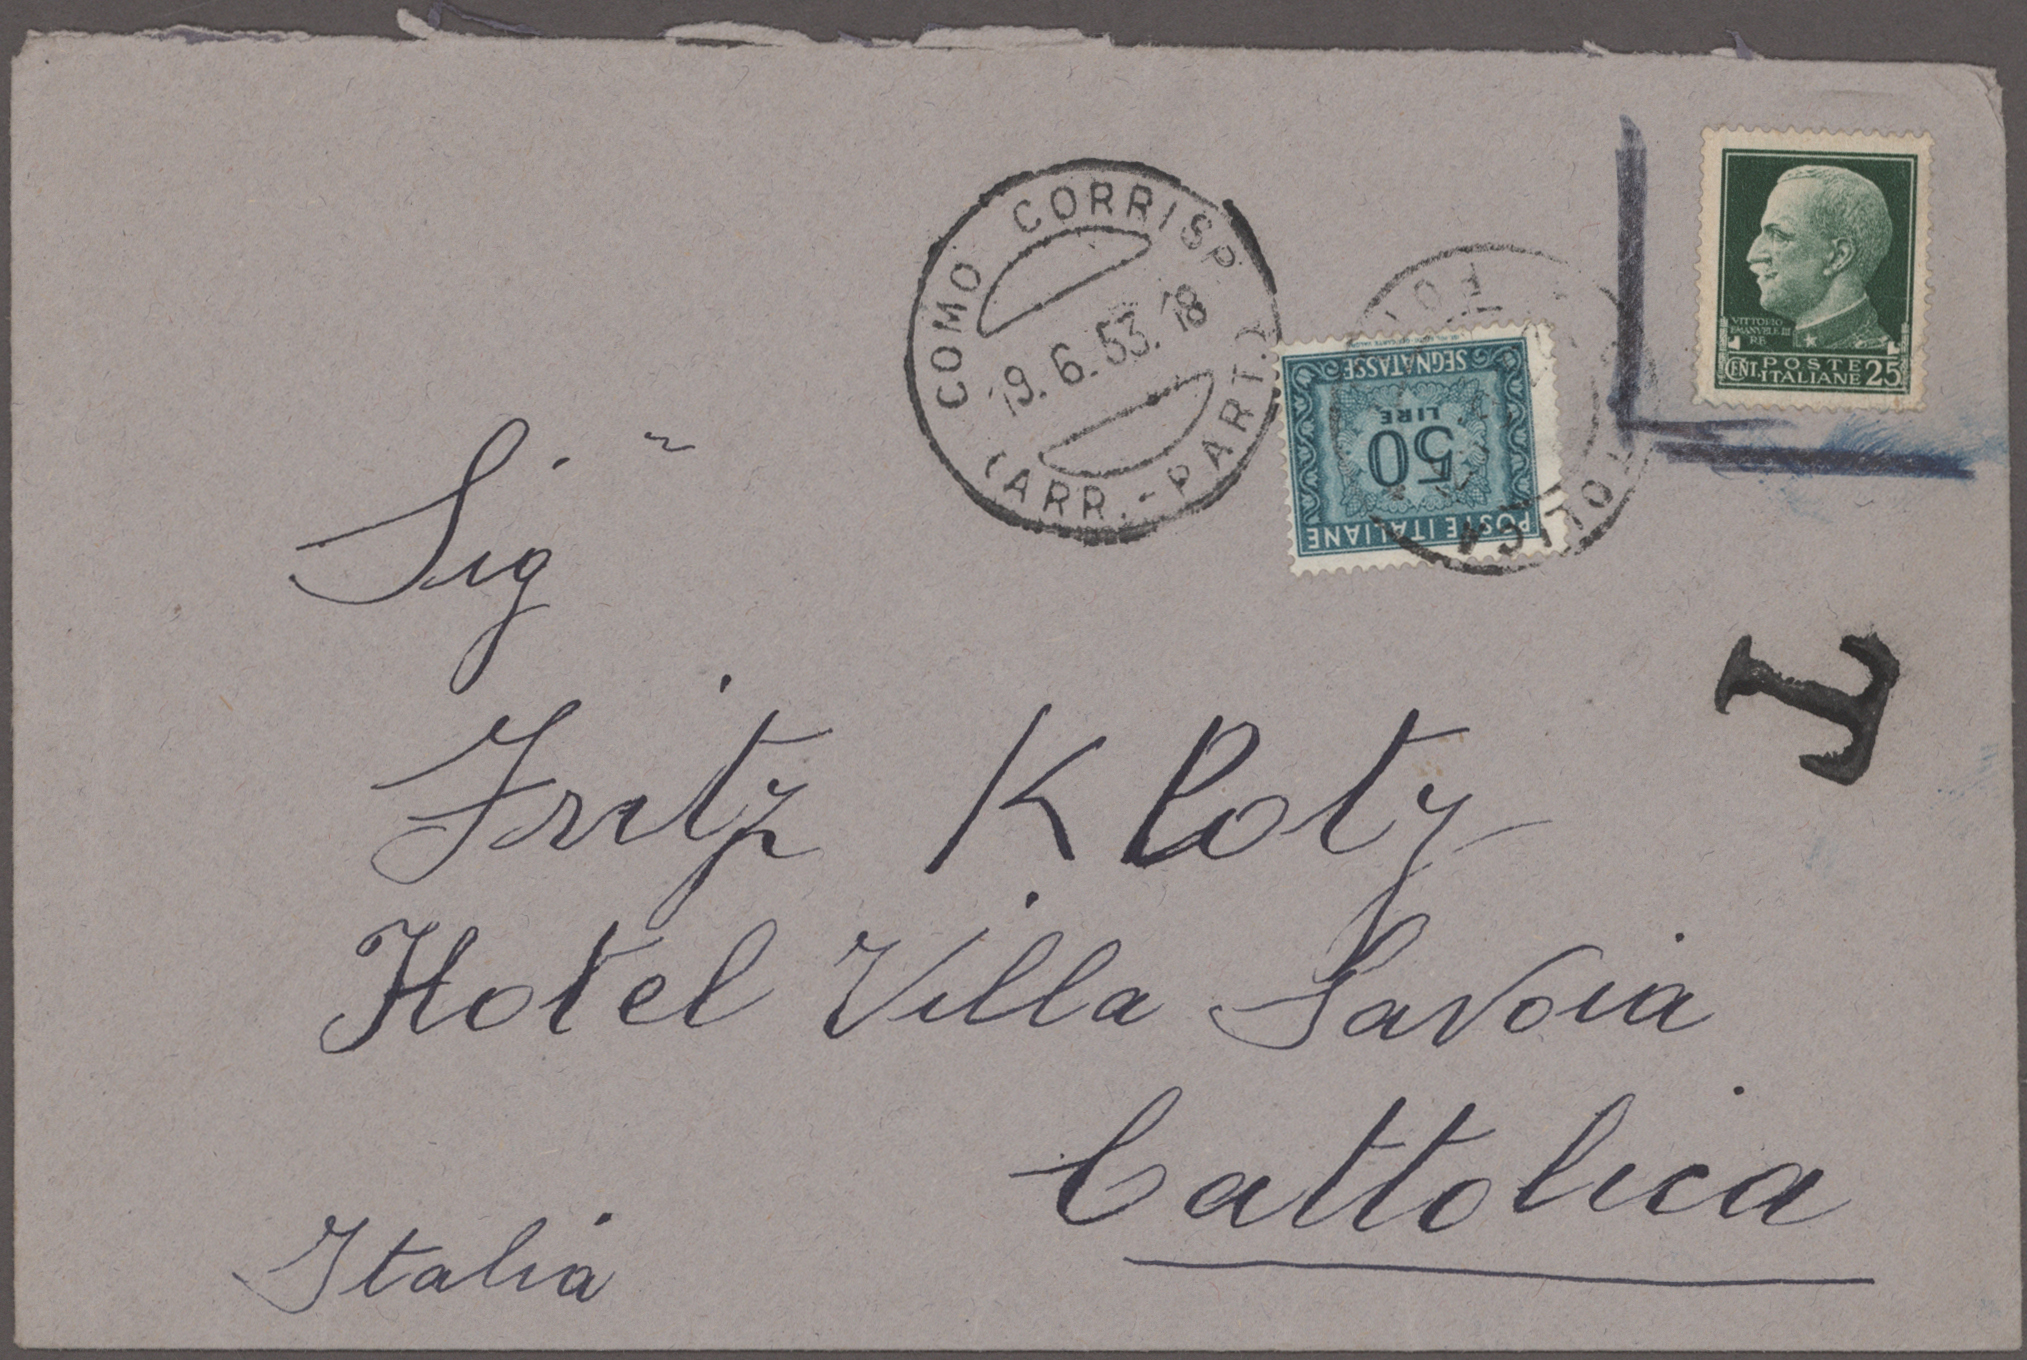 COMO CORRISP.
19.6.53.18
(ARR.-PART.)
VITTORIO
EMANVELE III
RE
CENT. POSTE
ITALIANE 25
SEGNATASSE
LIRE
50
POSTE ITALIANE
T
Sig
Fritz Klotz
Hotel Villa Savoia
Cattolica
Italia